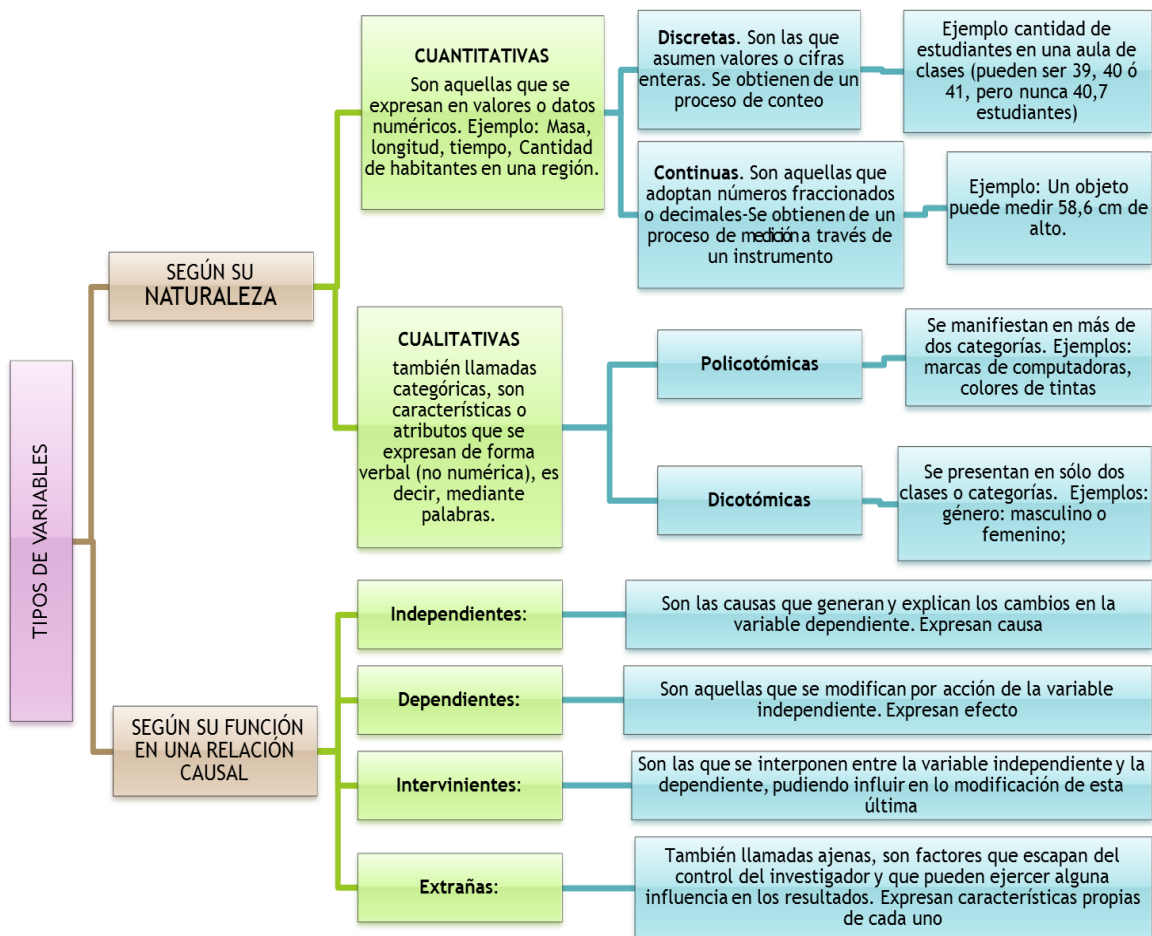 TIPOS DE VARIABLES
SEGÚN SU
NATURALEZA
CUANTITATIVAS
Son aquellas que se
expresan en valores o datos
numéricos. Ejemplo: Masa,
longitud, tiempo, Cantidad
de habitantes en una región.
Discretas. Son las que
asumen valores o cifras
enteras. Se obtienen de un
proceso de conteo
Ejemplo cantidad de
estudiantes en una aula de
clases (pueden ser 39, 40 ó
41, pero nunca 40,7
estudiantes)
Continuas. Son aquellas que
adoptan números fraccionados
o decimales-Se obtienen de un
proceso de medición a través de
un instrumento
Ejemplo: Un objeto
puede medir 58,6 cm de
alto.
CUALITATIVAS
también llamadas
categóricas, son
características o
atributos que se
expresan de forma
verbal (no numérica), es
decir, mediante
palabras.
Policotómicas
Se manifiestan en más de
dos categorías. Ejemplos:
marcas de computadoras,
colores de tintas
Dicotómicas
Se presentan en sólo dos
clases o categorías. Ejemplos:
género: masculino o
femenino;
SEGÚN SU FUNCIÓN
EN UNA RELACIÓN
CAUSAL
Independientes:
Son las causas que generan y explican los cambios en la
variable dependiente. Expresan causa
Dependientes:
Son aquellas que se modifican por acción de la variable
independiente. Expresan efecto
Intervinientes:
Son las que se interponen entre la variable independiente y la
dependiente, pudiendo influir en lo modificación de esta
última
Extrañas:
También llamadas ajenas, son factores que escapan del
control del investigador y que pueden ejercer alguna
influencia en los resultados. Expresan características propias
de cada uno